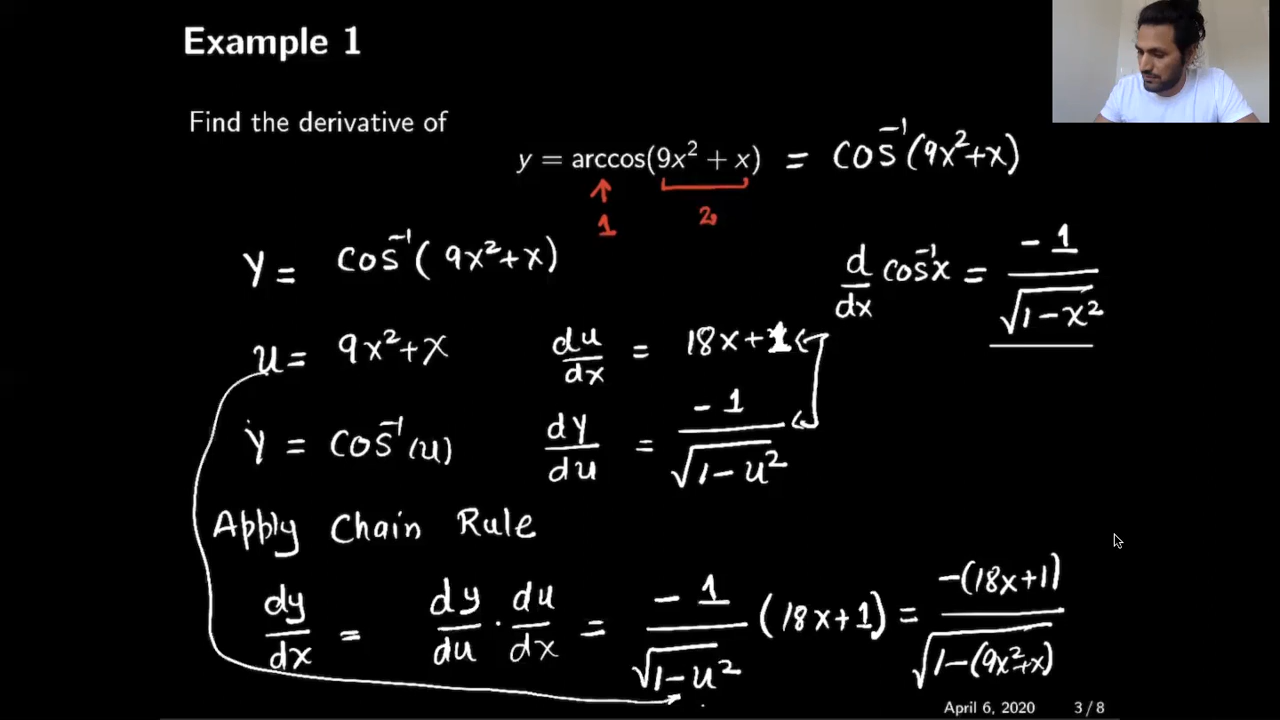 Example 1
Find the derivative of
y = arccos(9x² + x) = cos⁻¹(9x²+x)
1 2
y = cos⁻¹(9x²+x)
d/dx cos⁻¹x = -1/√(1-x²)
u = 9x²+x du/dx = 18x+1
y = cos⁻¹(u) dy/du = -1/√(1-u²)
Apply Chain Rule
dy/dx = dy/du · du/dx = -1/√(1-u²) (18x+1) = -(18x+1)/√(1-(9x²+x)
April 6, 2020 3 / 8